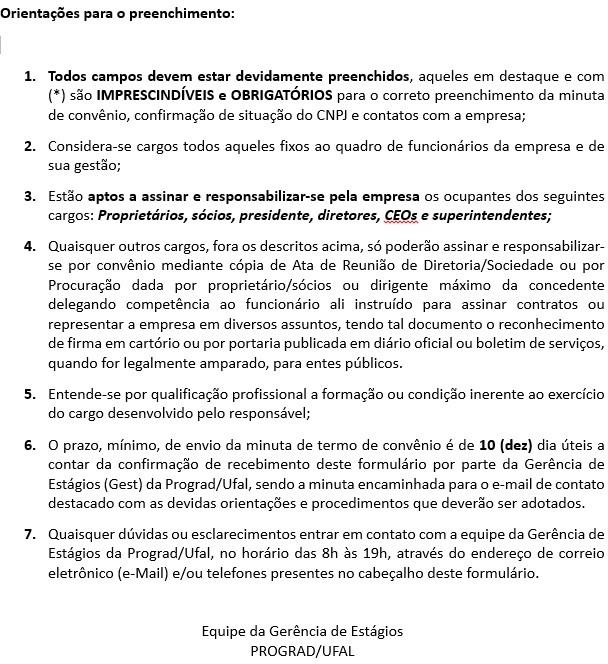 Orientações para o preenchimento:
1. Todos campos devem estar devidamente preenchidos, aqueles em destaque e com
(*) são IMPRESCINDÍVEIS e OBRIGATÓRIOS para o correto preenchimento da minuta
de convênio, confirmação de situação do CNPJ e contatos com a empresa;
2. Considera-se cargos todos aqueles fixos ao quadro de funcionários da empresa e de
sua gestão;
3. Estão aptos a assinar e responsabilizar-se pela empresa os ocupantes dos seguintes
cargos: Proprietários, sócios, presidente, diretores, CEOs e superintendentes;
4. Quaisquer outros cargos, fora os descritos acima, só poderão assinar e responsabilizar-
se por convênio mediante cópia de Ata de Reunião de Diretoria/Sociedade ou por
Procuração dada por proprietário/sócios ou dirigente máximo da concedente
delegando competência ao funcionário ali instruído para assinar contratos ou
representar a empresa em diversos assuntos, tendo tal documento o reconhecimento
de firma em cartório ou por portaria publicada em diário oficial ou boletim de serviços,
quando for legalmente amparado, para entes públicos.
5. Entende-se por qualificação profissional a formação ou condição inerente ao exercício
do cargo desenvolvido pelo responsável;
6. O prazo, mínimo, de envio da minuta de termo de convênio é de 10 (dez) dia úteis a
contar da confirmação de recebimento deste formulário por parte da Gerência de
Estágios (Gest) da Prograd/Ufal, sendo a minuta encaminhada para o e-mail de contato
destacado com as devidas orientações e procedimentos que deverão ser adotados.
7. Quaisquer dúvidas ou esclarecimentos entrar em contato com a equipe da Gerência de
Estágios da Prograd/Ufal, no horário das 8h às 19h, através do endereço de correio
eletrônico (e-Mail) e/ou telefones presentes no cabeçalho deste formulário.
Equipe da Gerência de Estágios
PROGRAD/UFAL